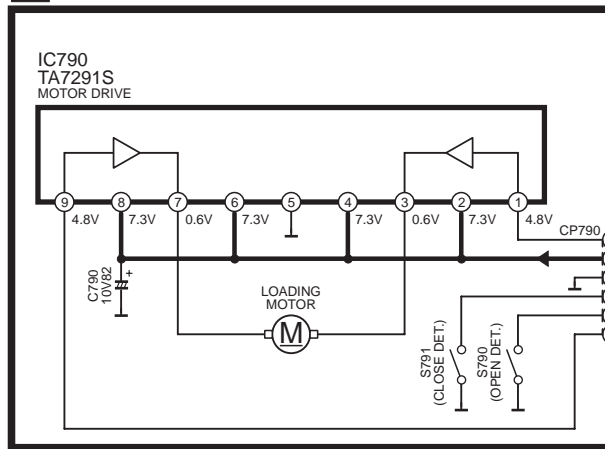 IC790
TA7291S
MOTOR DRIVE
9 8 7 6 5 4 3 2 1
4.8V 7.3V 0.6V 7.3V 7.3V 0.6V 7.3V 4.8V
CP790
C790
10V82
+
LOADING
MOTOR
M
S791
(CLOSE DET.)
S790
(OPEN DET.)